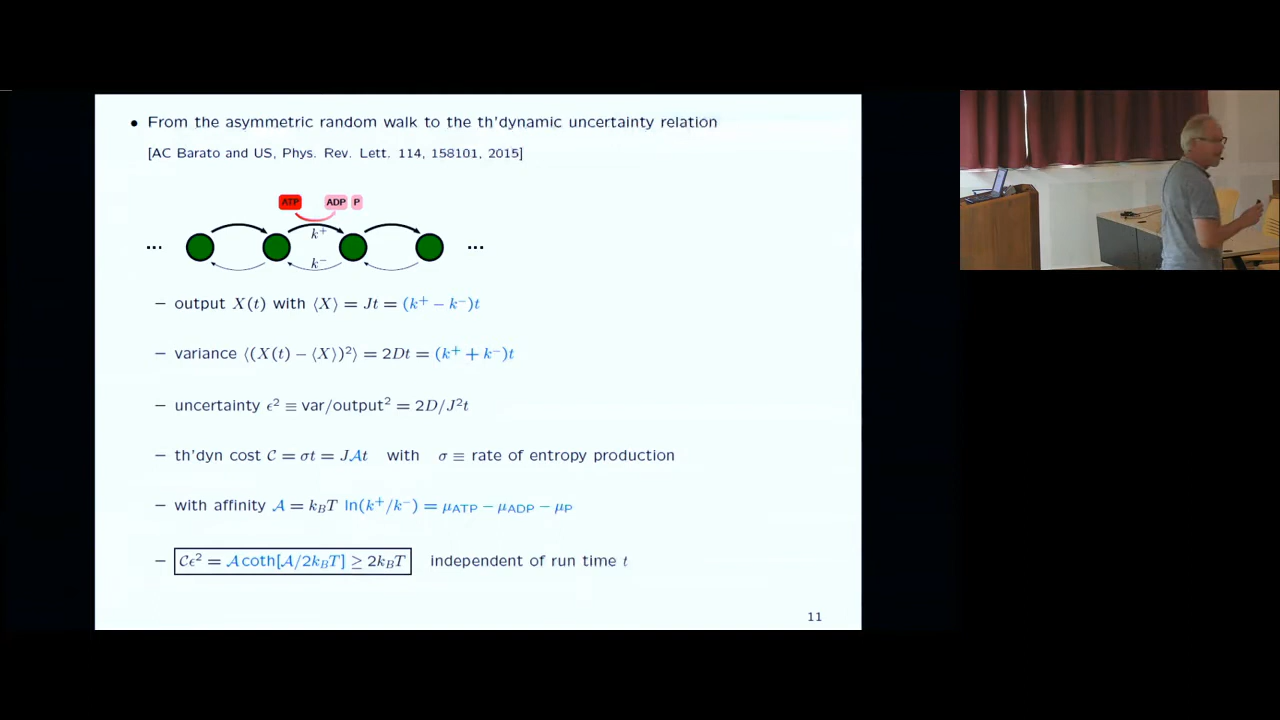 • From the asymmetric random walk to the th'dynamic uncertainty relation
[AC Barato and US, Phys. Rev. Lett. 114, 158101, 2015]
ATP ADP P
... k⁺ ...
k⁻
– output X(t) with ⟨X⟩ = Jt = (k⁺ − k⁻)t
– variance ⟨(X(t) − ⟨X⟩)²⟩ = 2Dt = (k⁺ + k⁻)t
– uncertainty ϵ² ≡ var/output² = 2D/J²t
– th'dyn cost 𝒞 = σt = J𝒜t with σ ≡ rate of entropy production
– with affinity 𝒜 = k_BT ln(k⁺/k⁻) = μ_ATP − μ_ADP − μ_P
– 𝒞ϵ² = 𝒜 coth[𝒜/2k_BT] ≥ 2k_BT independent of run time t
11